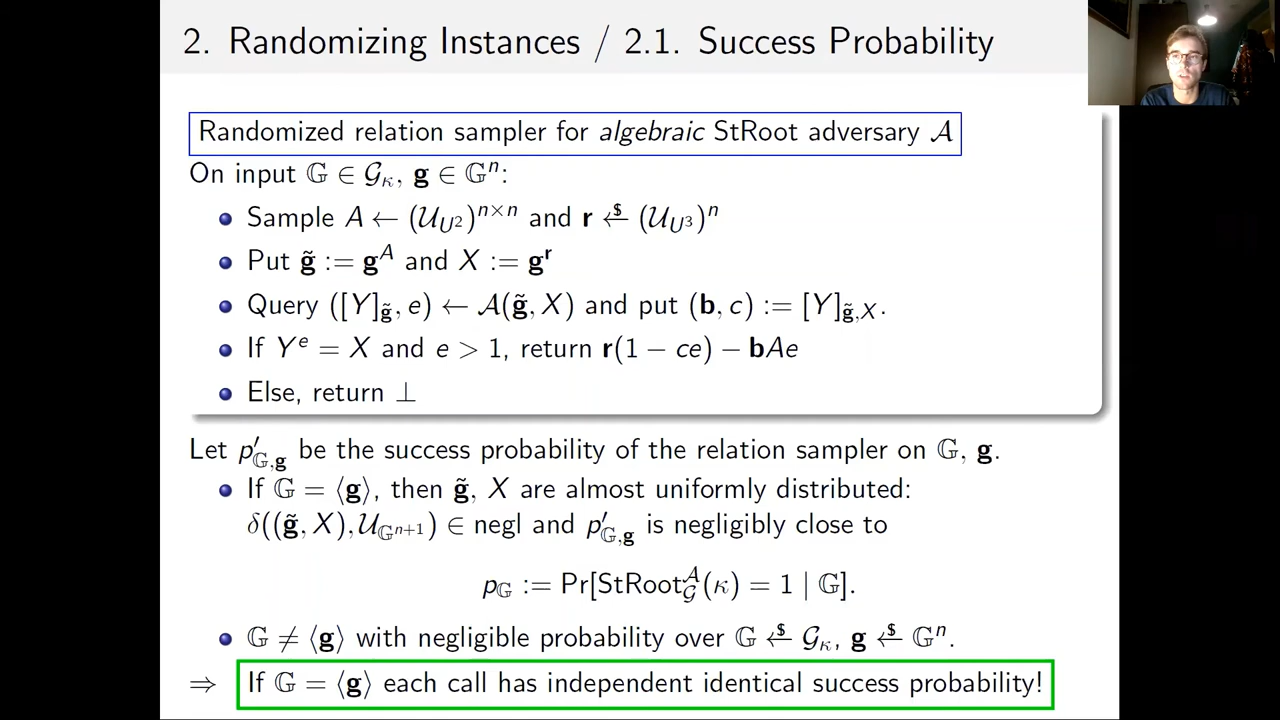 2. Randomizing Instances / 2.1. Success Probability
Randomized relation sampler for algebraic StRoot adversary 𝒜
On input 𝔾 ∈ 𝒢_κ, 𝐠 ∈ 𝔾ⁿ:
Sample A ← (𝒰_{U²})^{n×n} and 𝐫 ←$ (𝒰_{U³})ⁿ
Put 𝐠̃ := 𝐠^A and X := 𝐠^𝐫
Query ([Y]_𝐠̃, e) ← 𝒜(𝐠̃, X) and put (𝐛, c) := [Y]_{𝐠̃,X}.
If Y^e = X and e > 1, return 𝐫(1 − ce) − 𝐛Ae
Else, return ⊥
Let p′_{𝔾,𝐠} be the success probability of the relation sampler on 𝔾, 𝐠.
If 𝔾 = ⟨𝐠⟩, then 𝐠̃, X are almost uniformly distributed:
δ((𝐠̃, X), 𝒰_{𝔾^{n+1}}) ∈ negl and p′_{𝔾,𝐠} is negligibly close to
p_𝔾 := Pr[StRoot^𝒜_𝒢(κ) = 1 | 𝔾].
𝔾 ≠ ⟨𝐠⟩ with negligible probability over 𝔾 ←$ 𝒢_κ, 𝐠 ←$ 𝔾ⁿ.
⇒ If 𝔾 = ⟨𝐠⟩ each call has independent identical success probability!